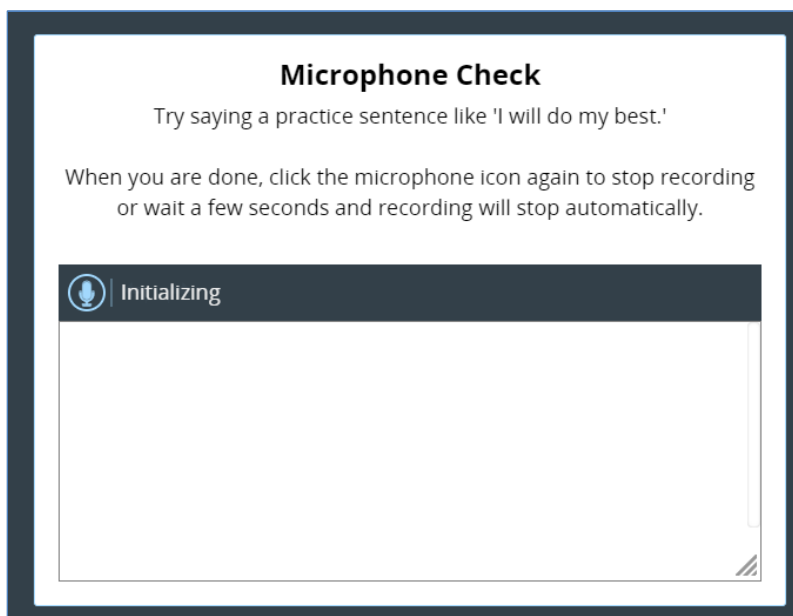 Microphone Check
Try saying a practice sentence like 'I will do my best.'
When you are done, click the microphone icon again to stop recording
or wait a few seconds and recording will stop automatically.
Initializing